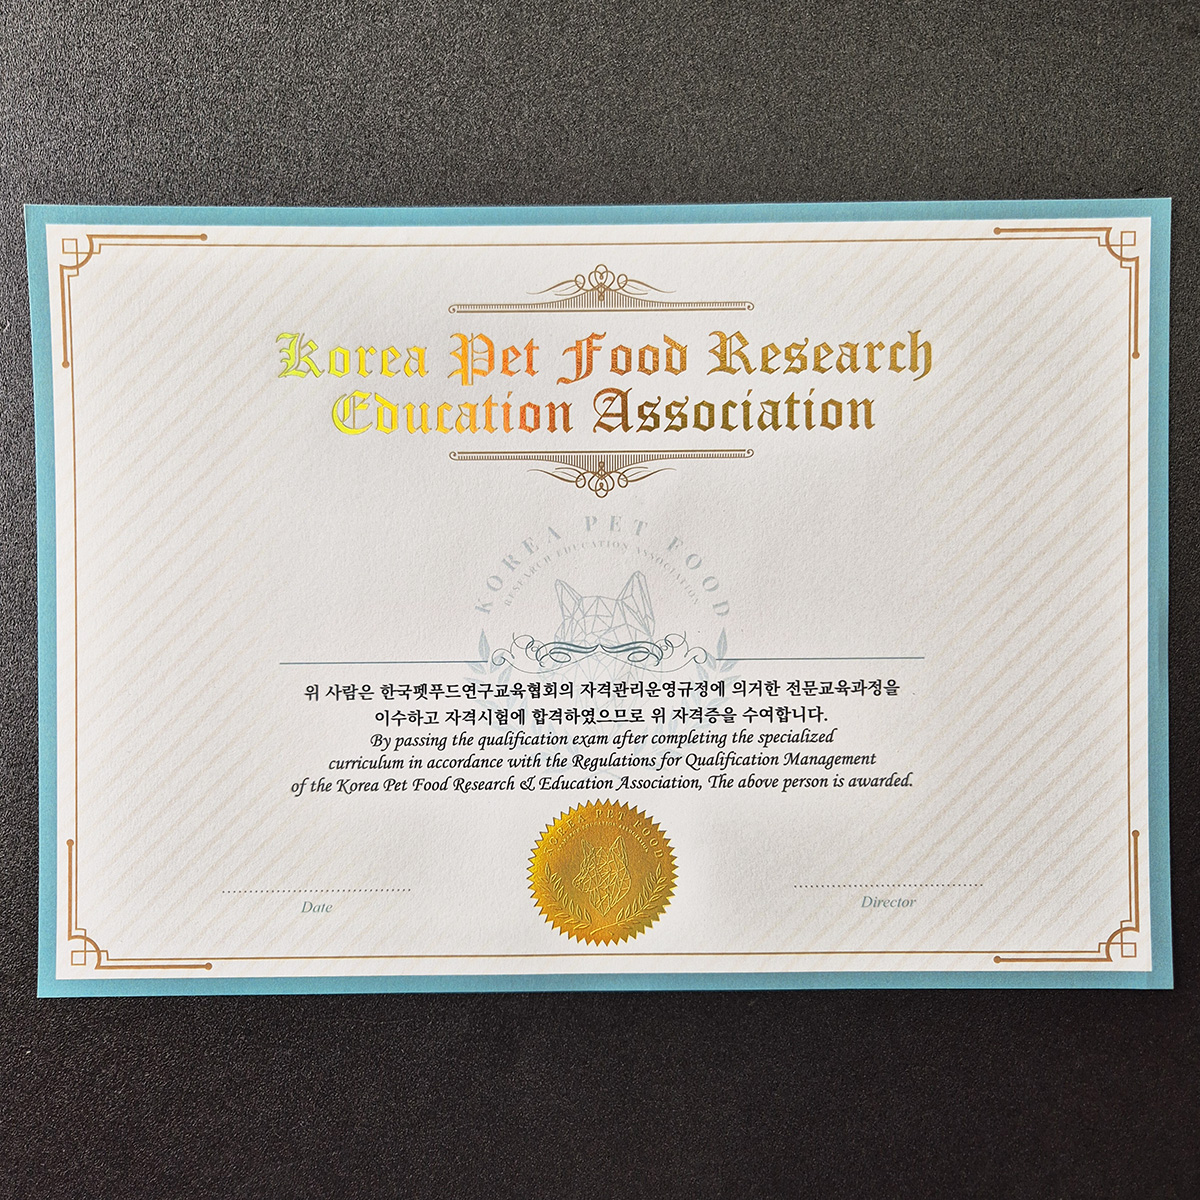 Korea Pet Food Research
Education Association
KOREA PET FOOD
RESEARCH EDUCATION ASSOCIATION
위 사람은 한국펫푸드연구교육협회의 자격관리운영규정에 의거한 전문교육과정을
이수하고 자격시험에 합격하였으므로 위 자격증을 수여합니다.
By passing the qualification exam after completing the specialized
curriculum in accordance with the Regulations for Qualification Management
of the Korea Pet Food Research & Education Association, The above person is awarded.
KOREA PET FOOD
Date
Director